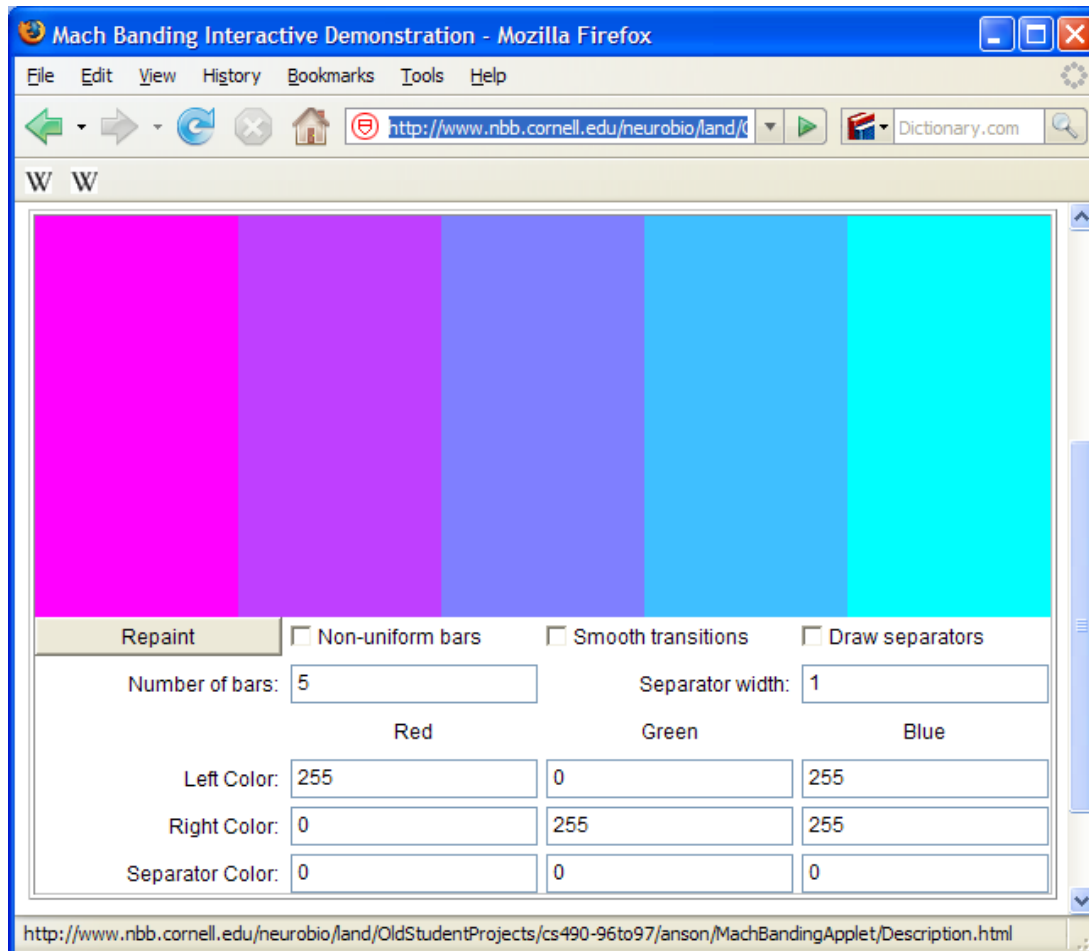 Mach Banding Interactive Demonstration - Mozilla Firefox
File Edit View History Bookmarks Tools Help
http://www.nbb.cornell.edu/neurobio/land/ Dictionary.com
W W
Repaint Non-uniform bars Smooth transitions Draw separators
Number of bars: 5 Separator width: 1
Red Green Blue
Left Color: 255 0 255
Right Color: 0 255 255
Separator Color: 0 0 0
http://www.nbb.cornell.edu/neurobio/land/OldStudentProjects/cs490-96to97/anson/MachBandingApplet/Description.html